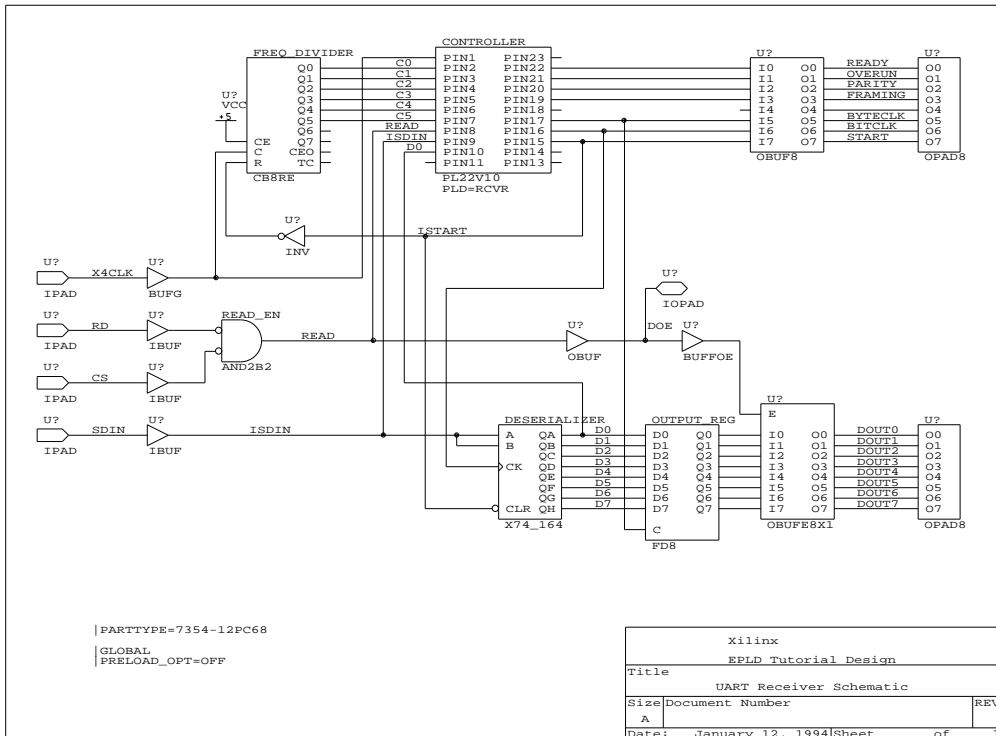 FREQ_DIVIDER
Q0
Q1
Q2
Q3
Q4
Q5
Q6
Q7
CEO
TC
CE
C
R
CB8RE
U?
VCC
+5
C0
C1
C2
C3
C4
C5
READ
ISDIN
D0
CONTROLLER
PIN1 PIN23
PIN2 PIN22
PIN3 PIN21
PIN4 PIN20
PIN5 PIN19
PIN6 PIN18
PIN7 PIN17
PIN8 PIN16
PIN9 PIN15
PIN10 PIN14
PIN11 PIN13
PL22V10
PLD=RCVR
U?
I0 O0
I1 O1
I2 O2
I3 O3
I4 O4
I5 O5
I6 O6
I7 O7
OBUF8
READY
OVERUN
PARITY
FRAMING
BYTECLK
BITCLK
START
U?
O0
O1
O2
O3
O4
O5
O6
O7
OPAD8
U?
INV
ISTART
U?
IPAD
X4CLK
U?
BUFG
U?
IPAD
RD
U?
IBUF
READ_EN
AND2B2
READ
U?
IPAD
CS
U?
IBUF
U?
IPAD
SDIN
U?
IBUF
ISDIN
U?
OBUF
U?
IOPAD
DOE
U?
BUFFOE
DESERIALIZER
A QA
B QB
QC
CK QD
QE
QF
QG
CLR QH
X74_164
D0
D1
D2
D3
D4
D5
D6
D7
OUTPUT_REG
D0 Q0
D1 Q1
D2 Q2
D3 Q3
D4 Q4
D5 Q5
D6 Q6
D7 Q7
C
FD8
U?
E
I0 O0
I1 O1
I2 O2
I3 O3
I4 O4
I5 O5
I6 O6
I7 O7
OBUFE8X1
DOUT0
DOUT1
DOUT2
DOUT3
DOUT4
DOUT5
DOUT6
DOUT7
U?
O0
O1
O2
O3
O4
O5
O6
O7
OPAD8
|PARTTYPE=7354-12PC68
|GLOBAL
|PRELOAD_OPT=OFF
Xilinx
EPLD Tutorial Design
Title
UART Receiver Schematic
Size Document Number REV
A
Date: January 12, 1994 Sheet of